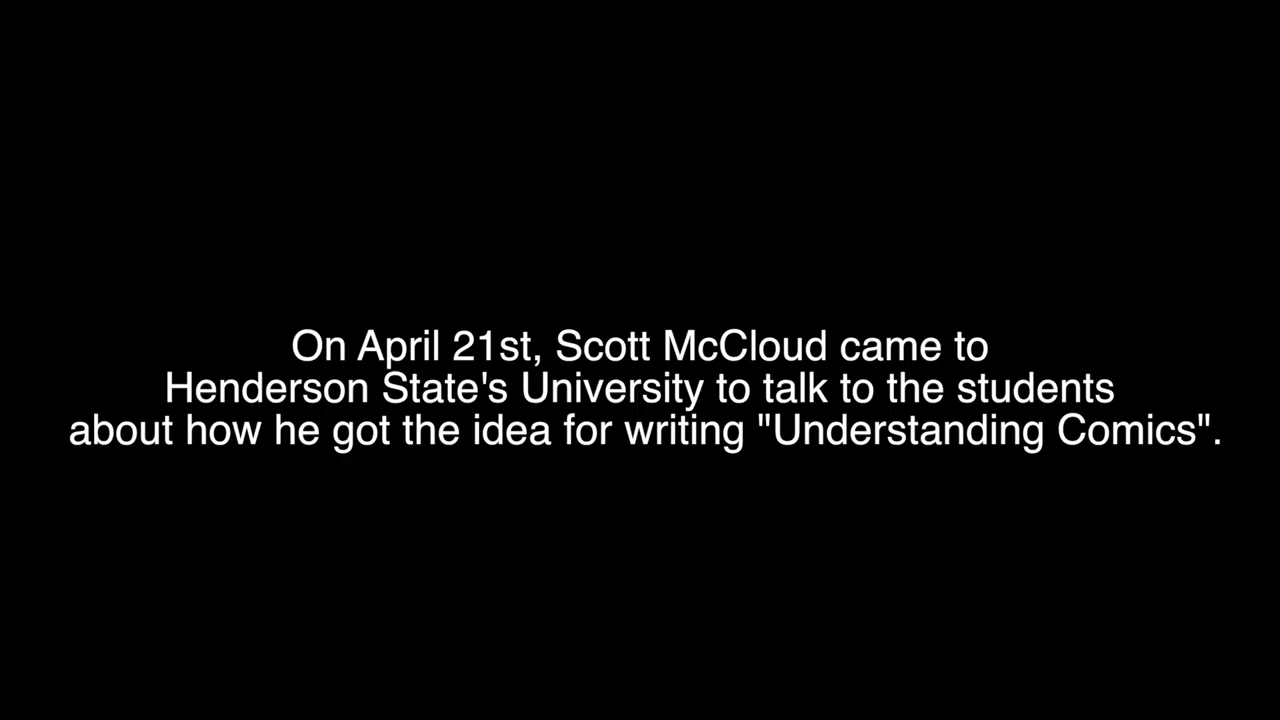 On April 21st, Scott McCloud came to
Henderson State's University to talk to the students
about how he got the idea for writing "Understanding Comics".